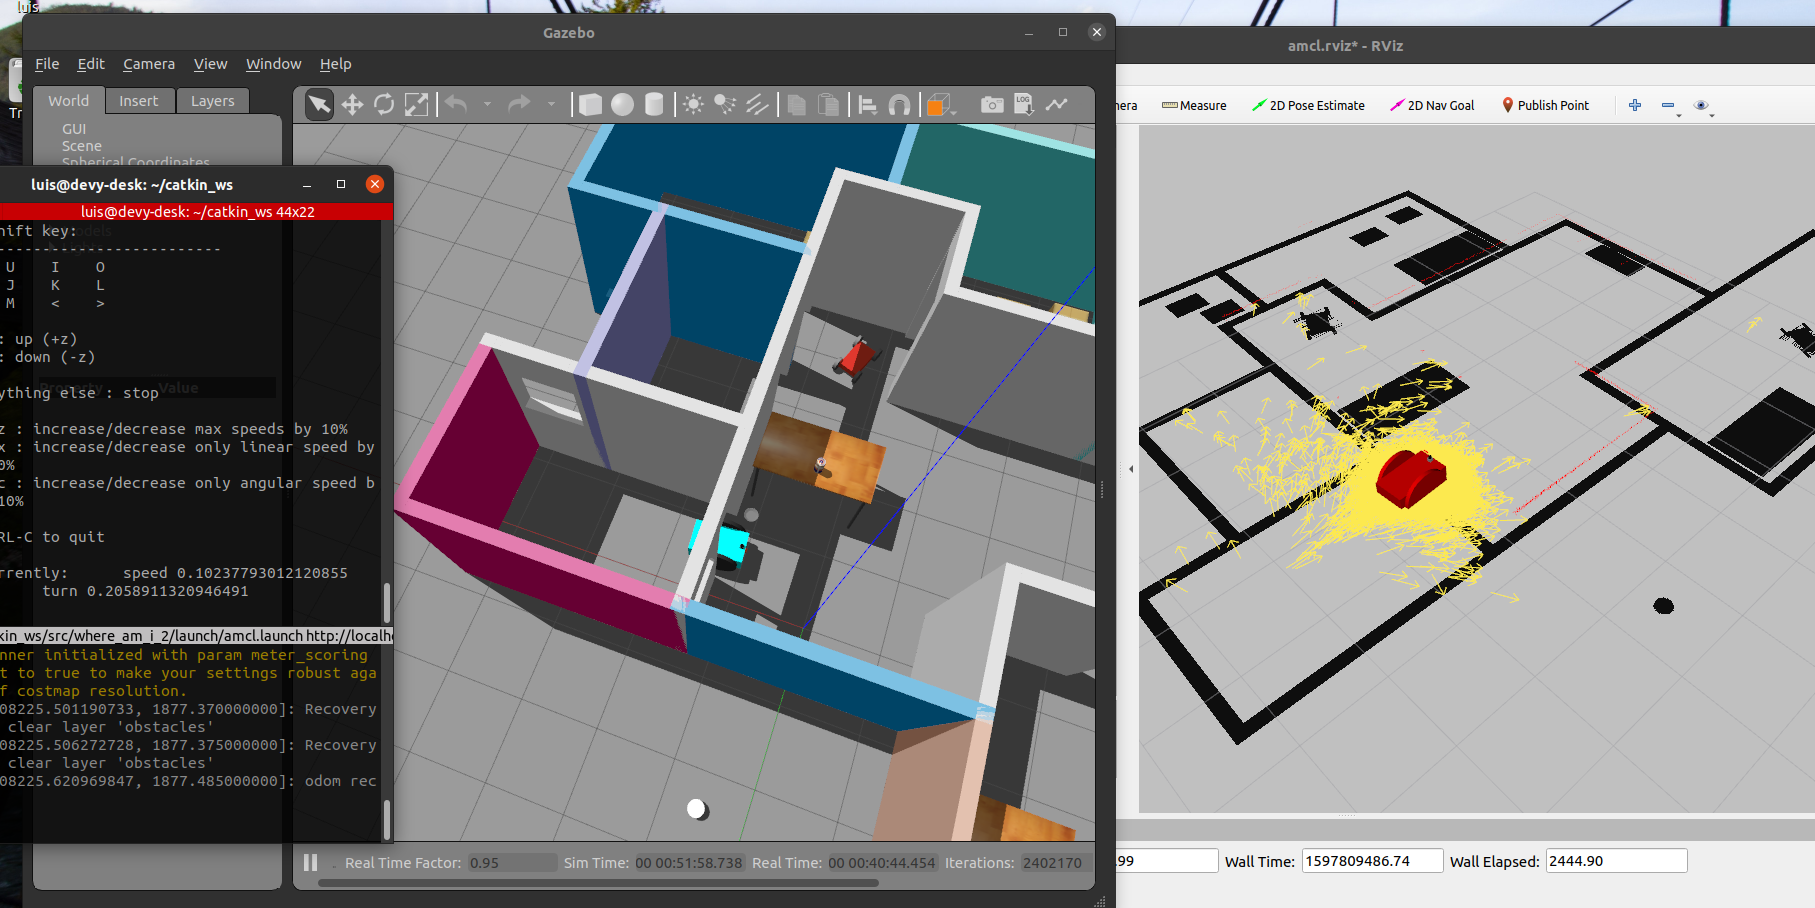 luis
Tr
Gazebo
File Edit Camera View Window Help
World Insert Layers
GUI
Scene
Spherical Coordinates
luis@devy-desk: ~/catkin_ws
luis@devy-desk: ~/catkin_ws 44x22
hift key:
---------------------------
U I O
J K L
M < >
: up (+z)
: down (-z)
Property Value
ything else : stop
z : increase/decrease max speeds by 10%
x : increase/decrease only linear speed by
0%
c : increase/decrease only angular speed b
10%
RL-C to quit
rrently: speed 0.10237793012120855
turn 0.2058911320946491
kin_ws/src/where_am_i_2/launch/amcl.launch http://localh
nner initialized with param meter_scoring
t to true to make your settings robust aga
f costmap resolution.
08225.501190733, 1877.370000000]: Recovery
clear layer 'obstacles'
08225.506272728, 1877.375000000]: Recovery
clear layer 'obstacles'
08225.620969847, 1877.485000000]: odom rec
LOG
Real Time Factor: 0.95 Sim Time: 00 00:51:58.738 Real Time: 00 00:40:44.454 Iterations: 2402170
amcl.rviz* - RViz
nera Measure 2D Pose Estimate 2D Nav Goal Publish Point
.99 Wall Time: 1597809486.74 Wall Elapsed: 2444.90